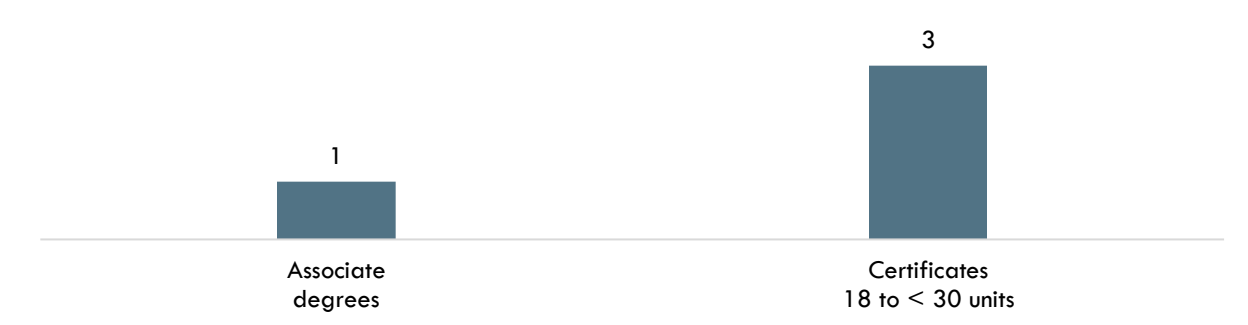 3
1
Associate
degrees
Certificates
18 to < 30 units